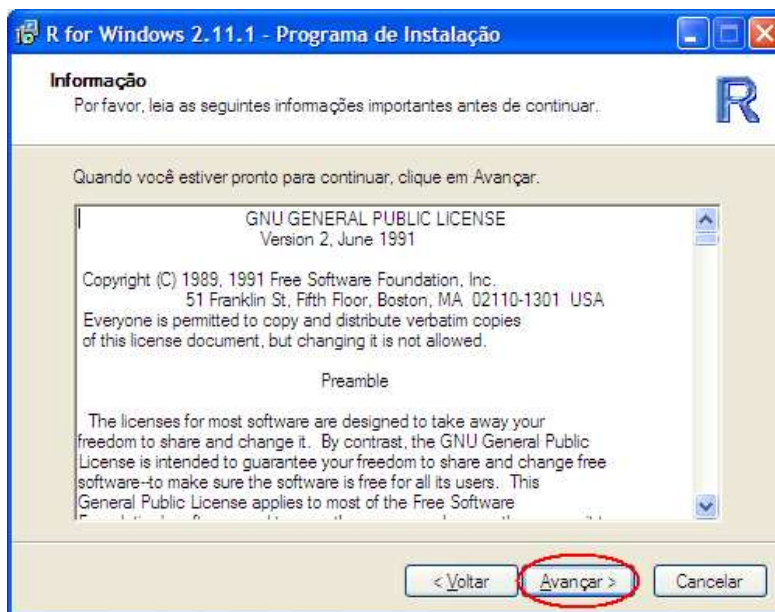 R for Windows 2.11.1 - Programa de Instalação
Informação
Por favor, leia as seguintes informações importantes antes de continuar.
R
Quando você estiver pronto para continuar, clique em Avançar.
GNU GENERAL PUBLIC LICENSE
Version 2, June 1991
Copyright (C) 1989, 1991 Free Software Foundation, Inc.
51 Franklin St, Fifth Floor, Boston, MA 02110-1301 USA
Everyone is permitted to copy and distribute verbatim copies
of this license document, but changing it is not allowed.
Preamble
The licenses for most software are designed to take away your
freedom to share and change it. By contrast, the GNU General Public
License is intended to guarantee your freedom to share and change free
software--to make sure the software is free for all its users. This
General Public License applies to most of the Free Software
< Voltar
Avançar >
Cancelar